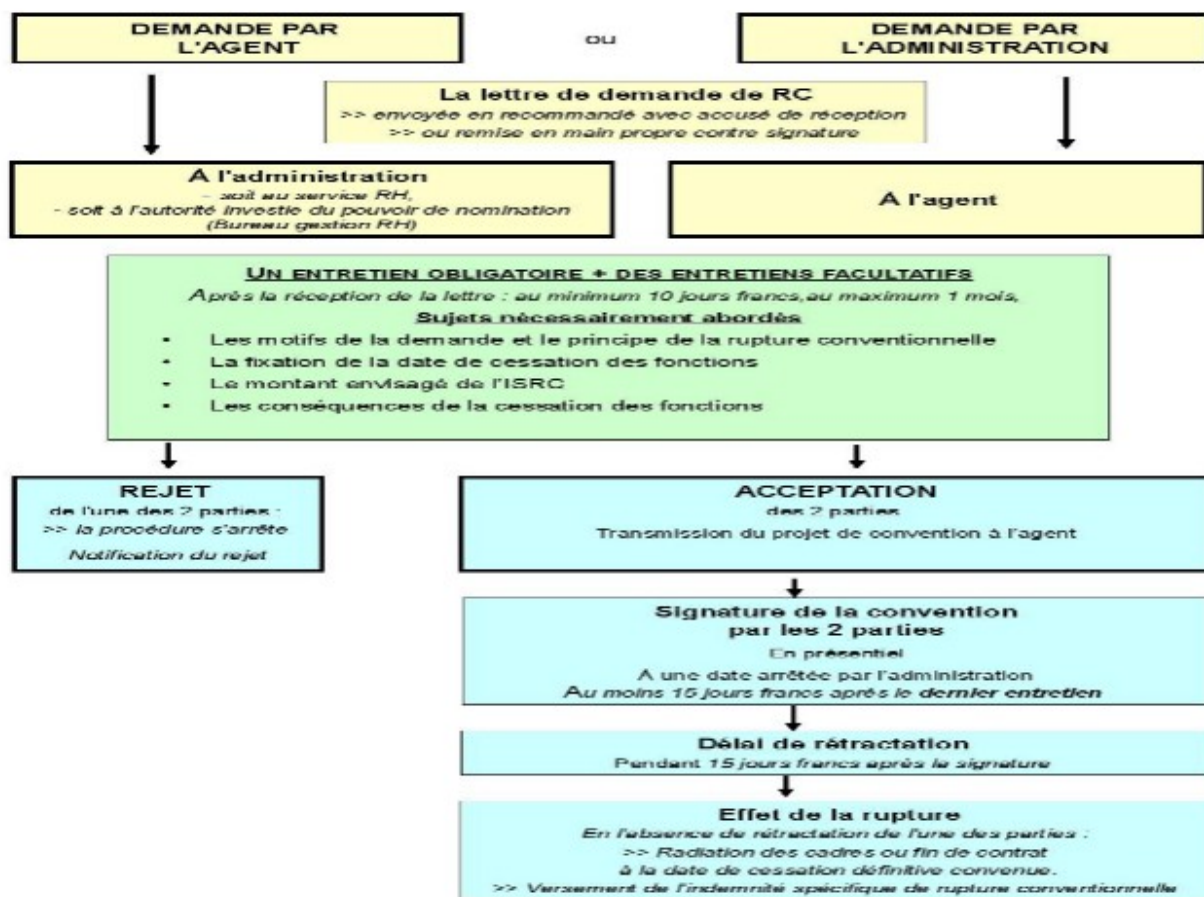 DEMANDE PAR
L'AGENT
ou
DEMANDE PAR
L'ADMINISTRATION
La lettre de demande de RC
>> envoyée en recommandé avec accusé de réception
>> ou remise en main propre contre signature
À l'administration
- soit au service RH,
- soit à l'autorité investie du pouvoir de nomination
(Bureau gestion RH)
À l'agent
UN ENTRETIEN OBLIGATOIRE + DES ENTRETIENS FACULTATIFS
Après la réception de la lettre : au minimum 10 jours francs,au maximum 1 mois,
Sujets nécessairement abordés
• Les motifs de la demande et le principe de la rupture conventionnelle
• La fixation de la date de cessation des fonctions
• Le montant envisagé de l'ISRC
• Les conséquences de la cessation des fonctions
REJET
de l'une des 2 parties :
>> la procédure s'arrête
Notification du rejet
ACCEPTATION
des 2 parties
Transmission du projet de convention à l'agent
Signature de la convention
par les 2 parties
En présentiel
A une date arrêtée par l'administration
Au moins 15 jours francs après le dernier entretien
Délai de rétractation
Pendant 15 jours francs après la signature
Effet de la rupture
En l'absence de rétractation de l'une des parties :
>> Radiation des cadres ou fin de contrat
à la date de cessation définitive convenue.
>> Versement de l'indemnité spécifique de rupture conventionnelle